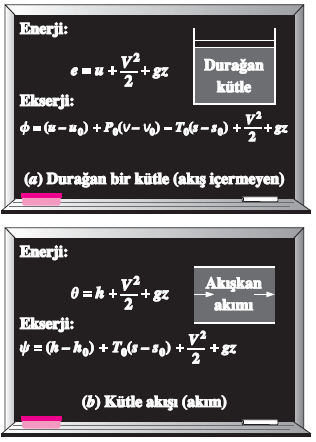 Enerji:
e = u + V²/2 + gz
Durağan
kütle
Ekserji:
ϕ = (u – u₀) + P₀(v – v₀) – T₀(s – s₀) + V²/2 + gz
(a) Durağan bir kütle (akış içermeyen)
Enerji:
θ = h + V²/2 + gz
Akışkan
akımı
Ekserji:
ψ = (h – h₀) + T₀(s – s₀) + V²/2 + gz
(b) Kütle akışı (akım)